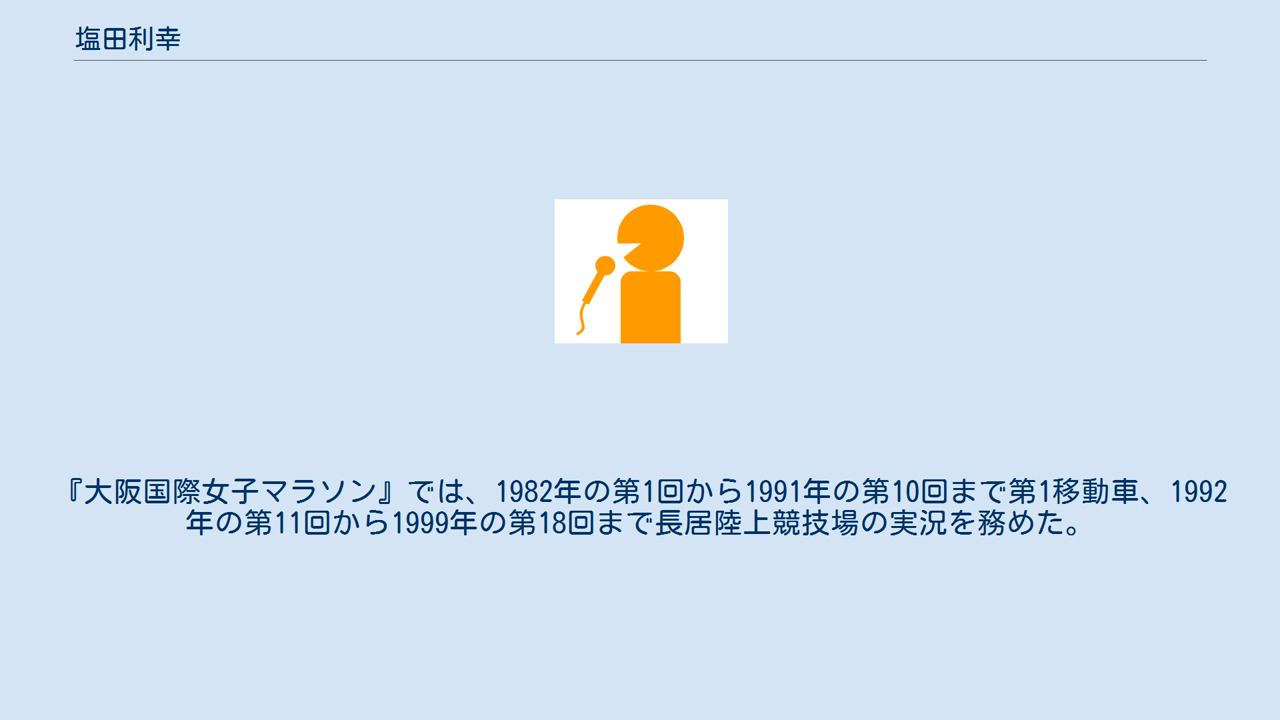 塩田利幸
『大阪国際女子マラソン』では、1982年の第1回から1991年の第10回まで第1移動車、1992
年の第11回から1999年の第18回まで長居陸上競技場の実況を務めた。